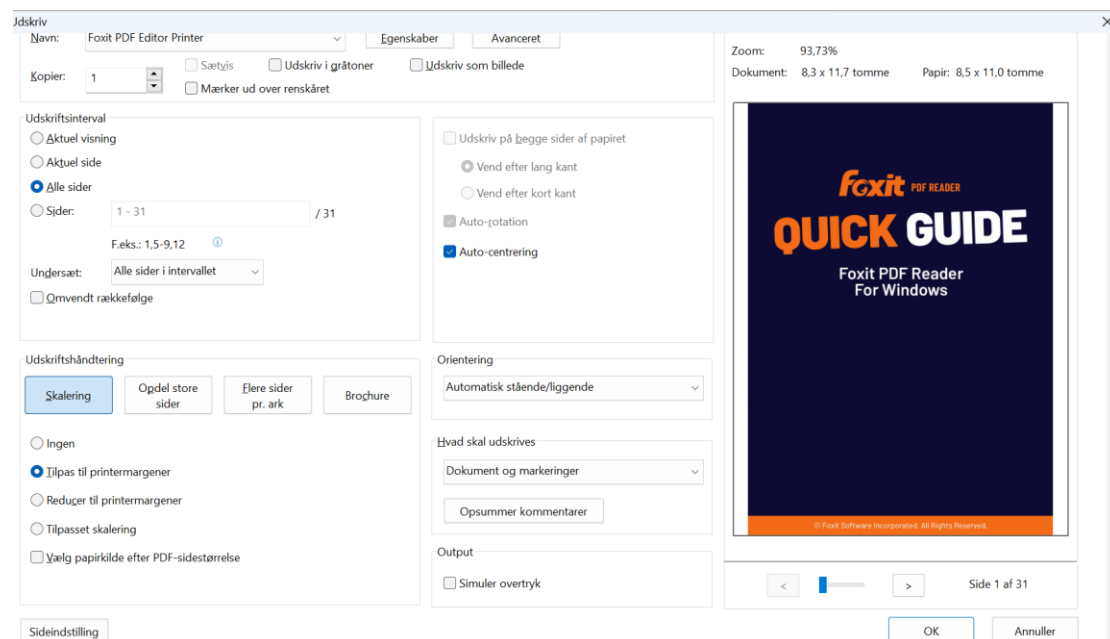 Udskriv
Navn: Foxit PDF Editor Printer Egenskaber Avanceret
Kopier: 1 Sætvis Udskriv i gråtoner Udskriv som billede
Mærker ud over renskåret
Udskriftsinterval
Aktuel visning
Aktuel side
Alle sider
Sider: 1 - 31 / 31
F.eks.: 1,5-9,12
Undersæt: Alle sider i intervallet
Omvendt rækkefølge
Udskriv på begge sider af papiret
Vend efter lang kant
Vend efter kort kant
Auto-rotation
Auto-centrering
Udskriftshåndtering
Skalering
Opdel store
sider
Flere sider
pr. ark
Brochure
Ingen
Tilpas til printermargener
Reducer til printermargener
Tilpasset skalering
Vælg papirkilde efter PDF-sidestørrelse
Orientering
Automatisk stående/liggende
Hvad skal udskrives
Dokument og markeringer
Opsummer kommentarer
Output
Simuler overtryk
Zoom: 93,73%
Dokument: 8,3 x 11,7 tomme Papir: 8,5 x 11,0 tomme
Foxit PDF READER
QUICK GUIDE
Foxit PDF Reader
For Windows
© Foxit Software Incorporated. All Rights Reserved.
< > Side 1 af 31
Sideindstilling OK Annuller